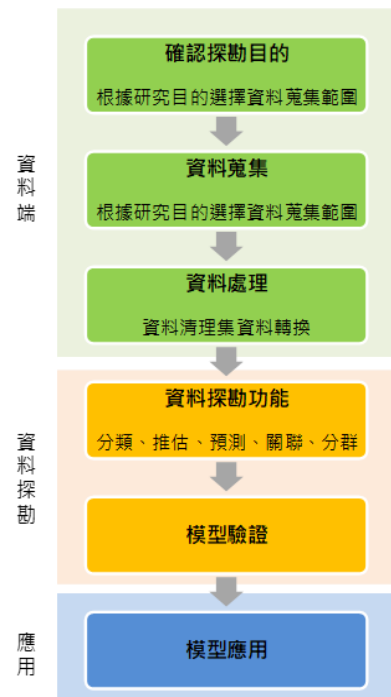 確認探勘目的
根據研究目的選擇資料蒐集範圍
資料端
資料蒐集
根據研究目的選擇資料蒐集範圍
資料處理
資料清理集資料轉換
資料探勘
資料探勘功能
分類、推估、預測、關聯、分群
模型驗證
應用
模型應用